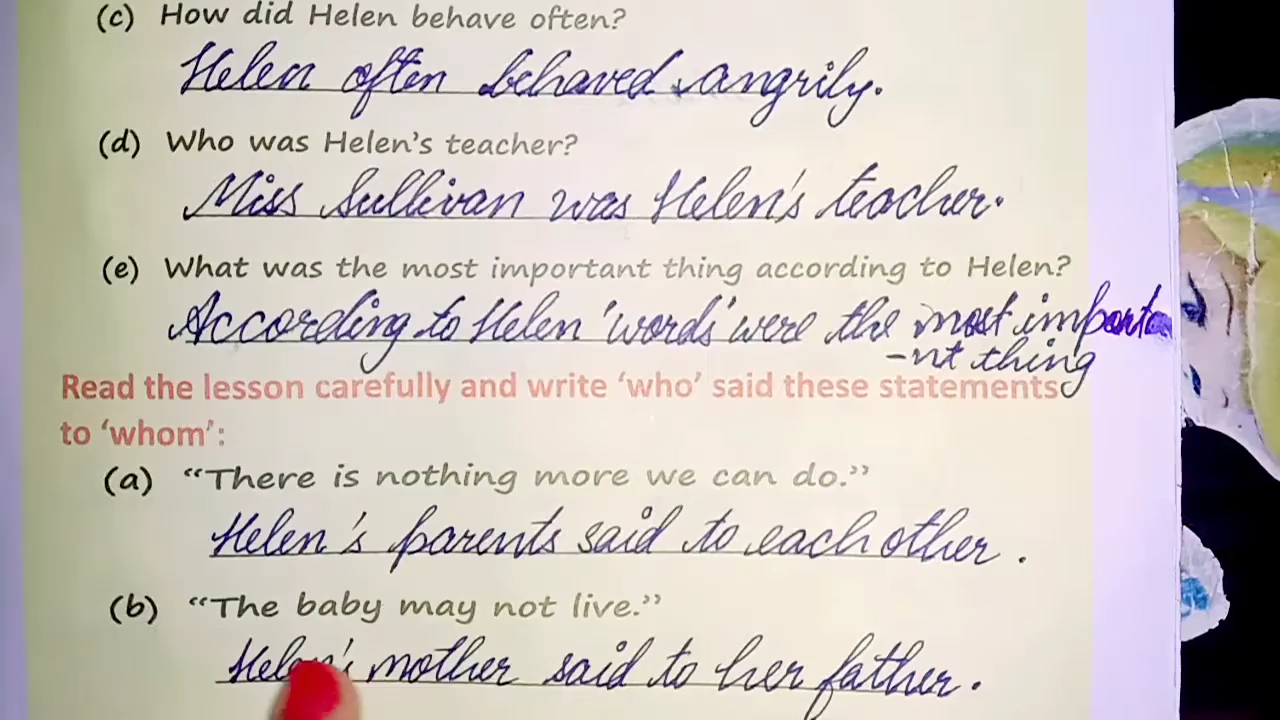 (c) How did Helen behave often?
Helen often behaved angrily.
(d) Who was Helen's teacher?
Miss Sullivan was Helen's teacher.
(e) What was the most important thing according to Helen?
According to Helen 'words' were the most importa
-nt thing
Read the lesson carefully and write 'who' said these statements
to 'whom':
(a) "There is nothing more we can do."
Helen's parents said to each other.
(b) "The baby may not live."
Helen's mother said to her father.